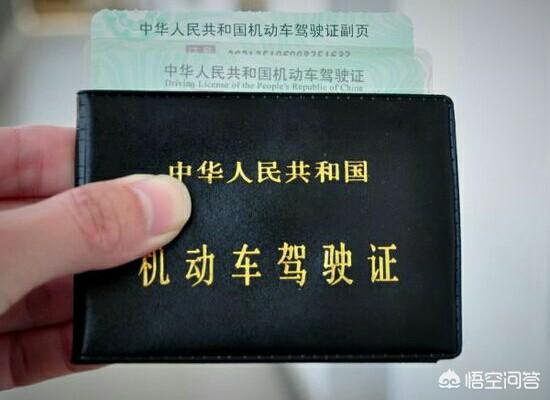 中华人民共和国机动车驾驶证副页
中华人民共和国机动车驾驶证
Driving License of the People's Republic of China
中华人民共和国
机动车驾驶证
悟空问答